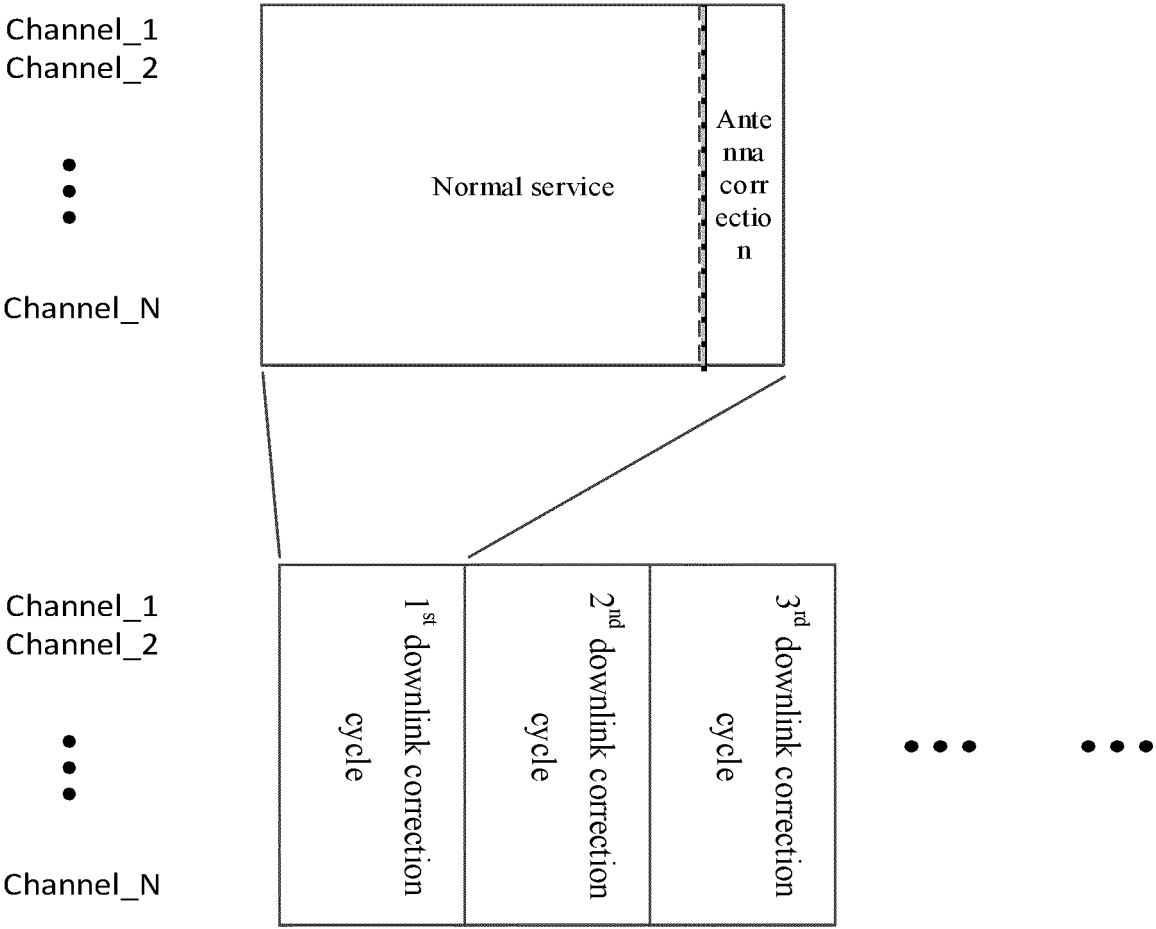 Channel_1
Channel_2
Channel_N
Normal service
Ante
nna
corr
ectio
n
Channel_1
Channel_2
Channel_N
1st downlink correction
cycle
2nd downlink correction
cycle
3rd downlink correction
cycle